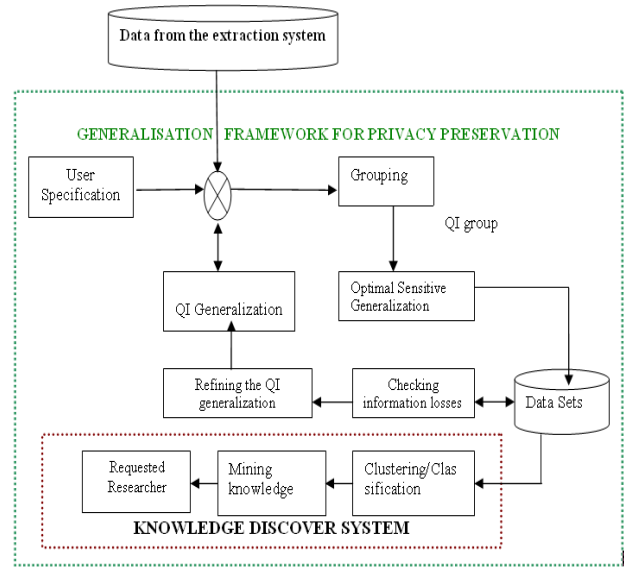 Data from the extraction system
GENERALISATION FRAMEWORK FOR PRIVACY PRESERVATION
User
Specification
Grouping
QI group
QI Generalization
Optimal Sensitive
Generalization
Refining the QI
generalization
Checking
information losses
Data Sets
Requested
Researcher
Mining
knowledge
Clustering/Clas
sification
KNOWLEDGE DISCOVER SYSTEM